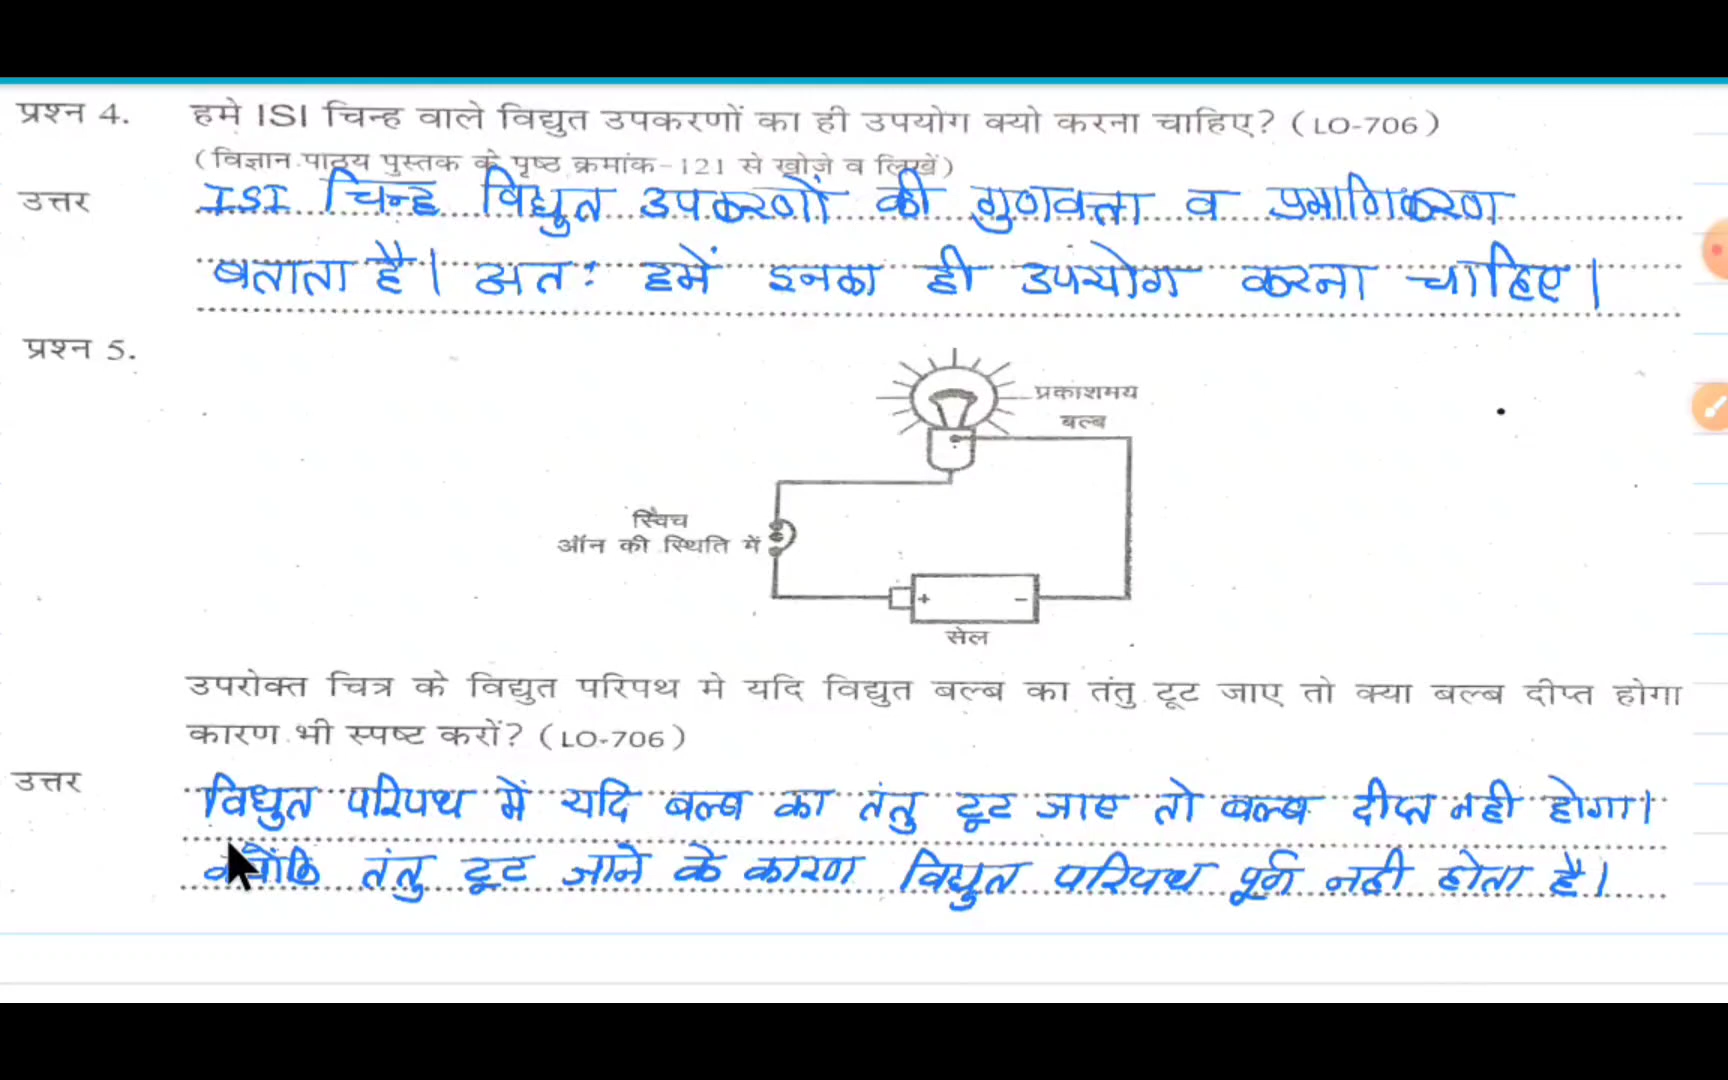 प्रश्न 4. हमे ISI चिन्ह वाले विद्युत उपकरणों का ही उपयोग क्यो करना चाहिए? (LO-706)
(विज्ञान पाठ्य पुस्तक के पृष्ठ क्रमांक-121 से खोजे व लिखें)
उत्तर ISI चिन्ह विद्युत उपकरणों की गुणवत्ता व प्रमाणिकरण
बताता है। अतः हमें इनका ही उपयोग करना चाहिए।
प्रश्न 5.
प्रकाशमय
बल्ब
स्विच
ऑन की स्थिति में
+ −
सेल
उपरोक्त चित्र के विद्युत परिपथ मे यदि विद्युत बल्ब का तंतु टूट जाए तो क्या बल्ब दीप्त होगा
कारण भी स्पष्ट करों? (LO-706)
उत्तर विधुत परिपथ में यदि बल्ब का तंतु टूट जाए तो बल्ब दीप्त नही होगा।
तंतु टूट जाने के कारण विद्युत परिपथ पूर्ण नही होता है।